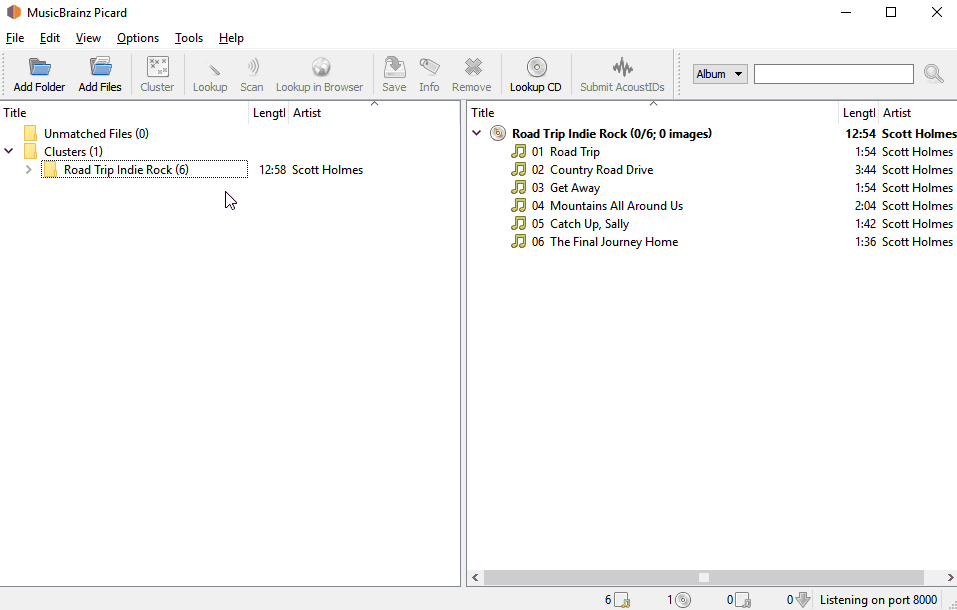 MusicBrainz Picard
File Edit View Options Tools Help
Add Folder Add Files Cluster Lookup Scan Lookup in Browser Save Info Remove Lookup CD Submit AcoustIDs Album
Title Lengtl Artist
Unmatched Files (0)
Clusters (1)
Road Trip Indie Rock (6) 12:58 Scott Holmes
Title Lengtl Artist
Road Trip Indie Rock (0/6; 0 images) 12:54 Scott Holmes
01 Road Trip 1:54 Scott Holmes
02 Country Road Drive 3:44 Scott Holmes
03 Get Away 1:54 Scott Holmes
04 Mountains All Around Us 2:04 Scott Holmes
05 Catch Up, Sally 1:42 Scott Holmes
06 The Final Journey Home 1:36 Scott Holmes
6 1 0 0 Listening on port 8000